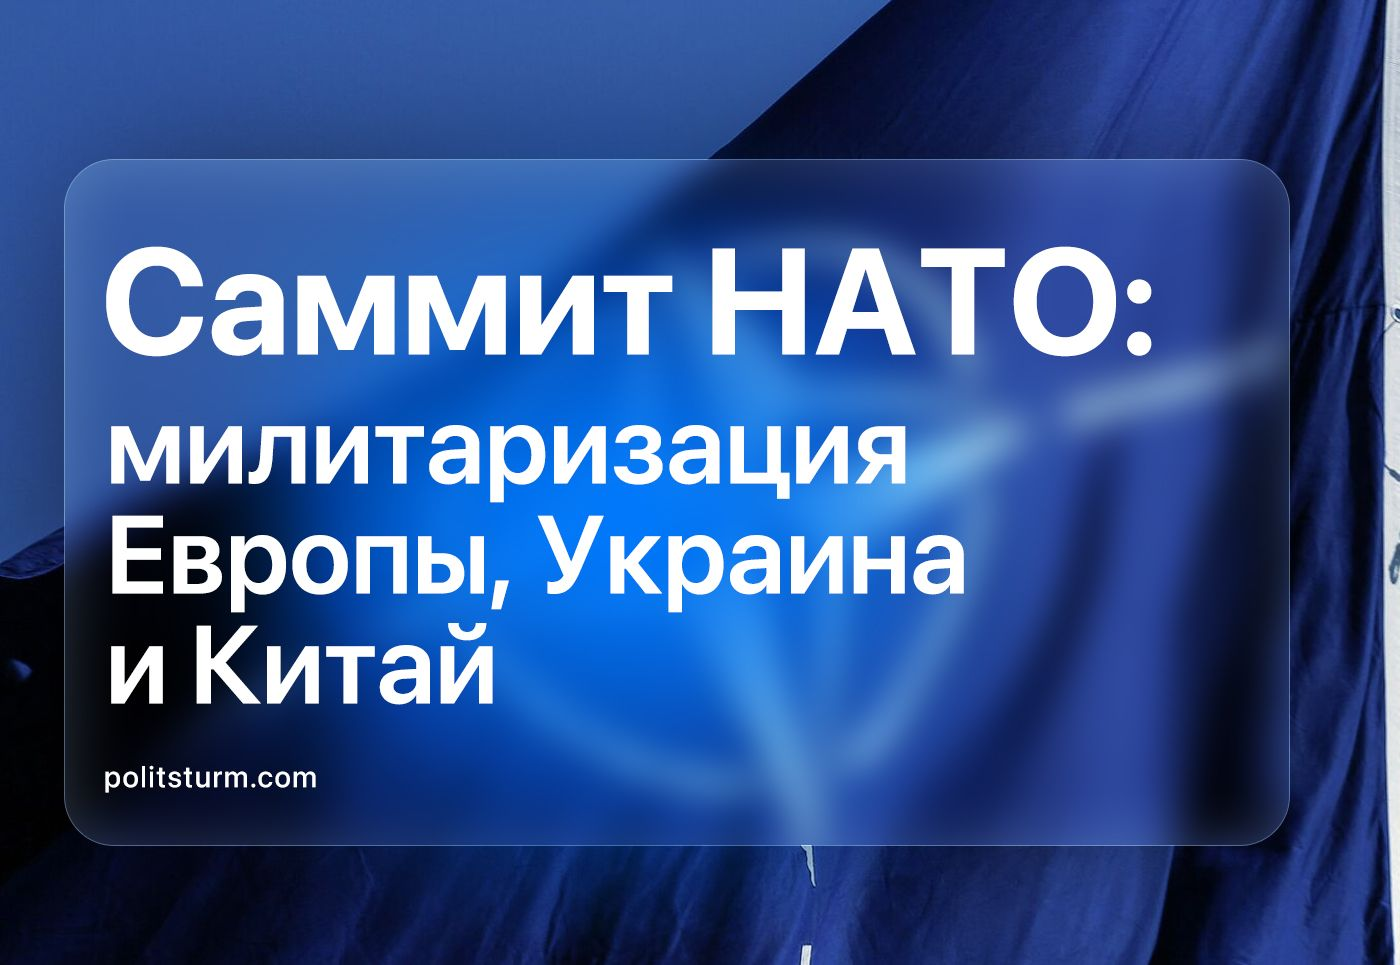 Саммит НАТО:
милитаризация
Европы, Украина
и Китай
politsturm.com